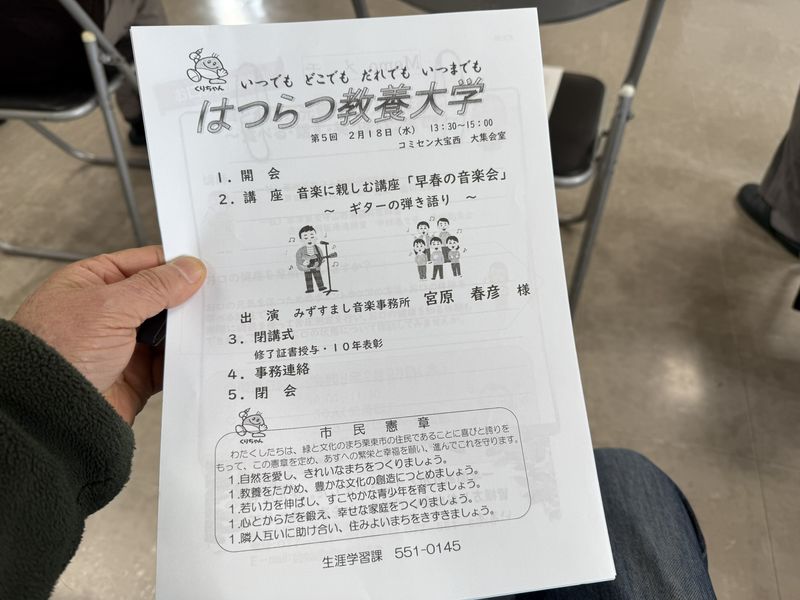 くりちゃん
いつでも どこでも だれでも いつまでも
はつらつ教養大学
第5回 2月18日(水) 13:30～15:00
コミセン大宝西 大集会室
1．開 会
2．講 座 音楽に親しむ講座「早春の音楽会」
～ ギターの弾き語り ～
出 演 みずすまし音楽事務所 宮原 春彦 様
3．閉講式
修了証書授与・10年表彰
4．事務連絡
5．閉 会
くりちゃん
市 民 憲 章
わたくしたちは、緑と文化のまち栗東市の住民であることに喜びと誇りを
もって、この憲章を定め、あすへの繁栄と幸福を願い、進んでこれを守ります。
1.自然を愛し、きれいなまちをつくりましょう。
1.教養をたかめ、豊かな文化の創造につとめましょう。
1.若い力を伸ばし、すこやかな青少年を育てましょう。
1.心とからだを鍛え、幸せな家庭をつくりましょう。
1.隣人互いに助け合い、住みよいまちをきずきましょう。
生涯学習課 551-0145